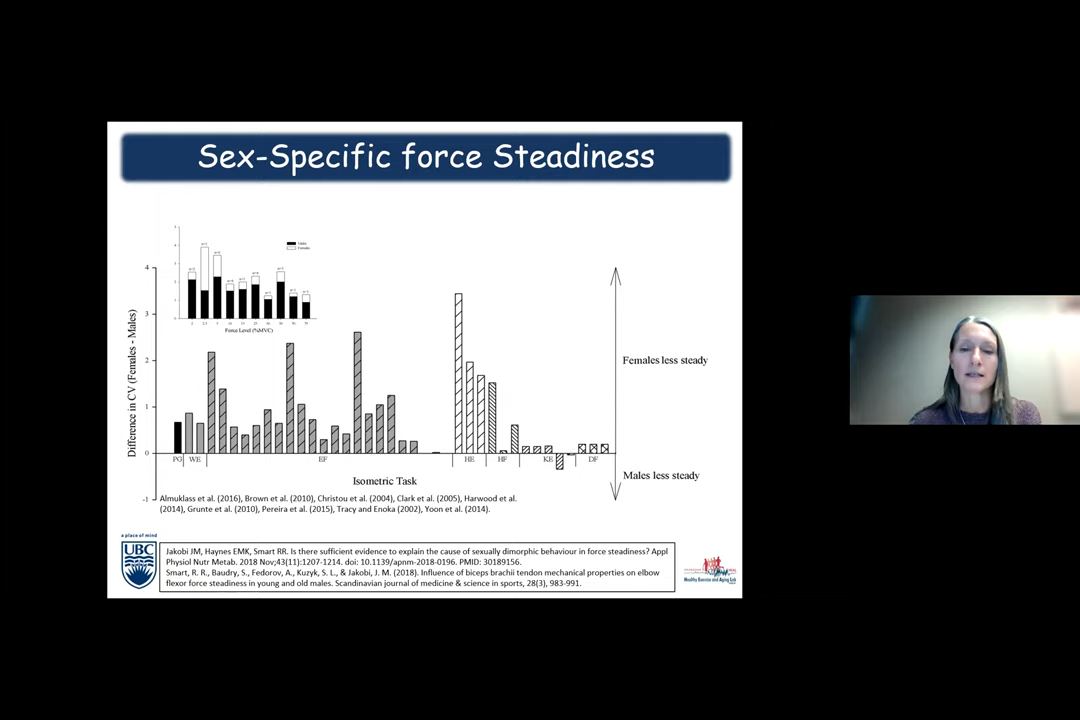 Sex-Specific force Steadiness
Males
Females
Force Level (%MVC)
4
3
2
1
0
-1
Difference in CV (Females - Males)
Females less steady
Males less steady
PG WE EF HE HF KE DF
Isometric Task
Almuklass et al. (2016), Brown et al. (2010), Christou et al. (2004), Clark et al. (2005), Harwood et al.
(2014), Grunte et al. (2010), Pereira et al. (2015), Tracy and Enoka (2002), Yoon et al. (2014).
a place of mind
UBC
Jakobi JM, Haynes EMK, Smart RR. Is there sufficient evidence to explain the cause of sexually dimorphic behaviour in force steadiness? Appl
Physiol Nutr Metab. 2018 Nov;43(11):1207-1214. doi: 10.1139/apnm-2018-0196. PMID: 30189156.
Smart, R. R., Baudry, S., Fedorov, A., Kuzyk, S. L., & Jakobi, J. M. (2018). Influence of biceps brachii tendon mechanical properties on elbow
flexor force steadiness in young and old males. Scandinavian journal of medicine & science in sports, 28(3), 983-991.
Healthy Exercise and Aging Lab